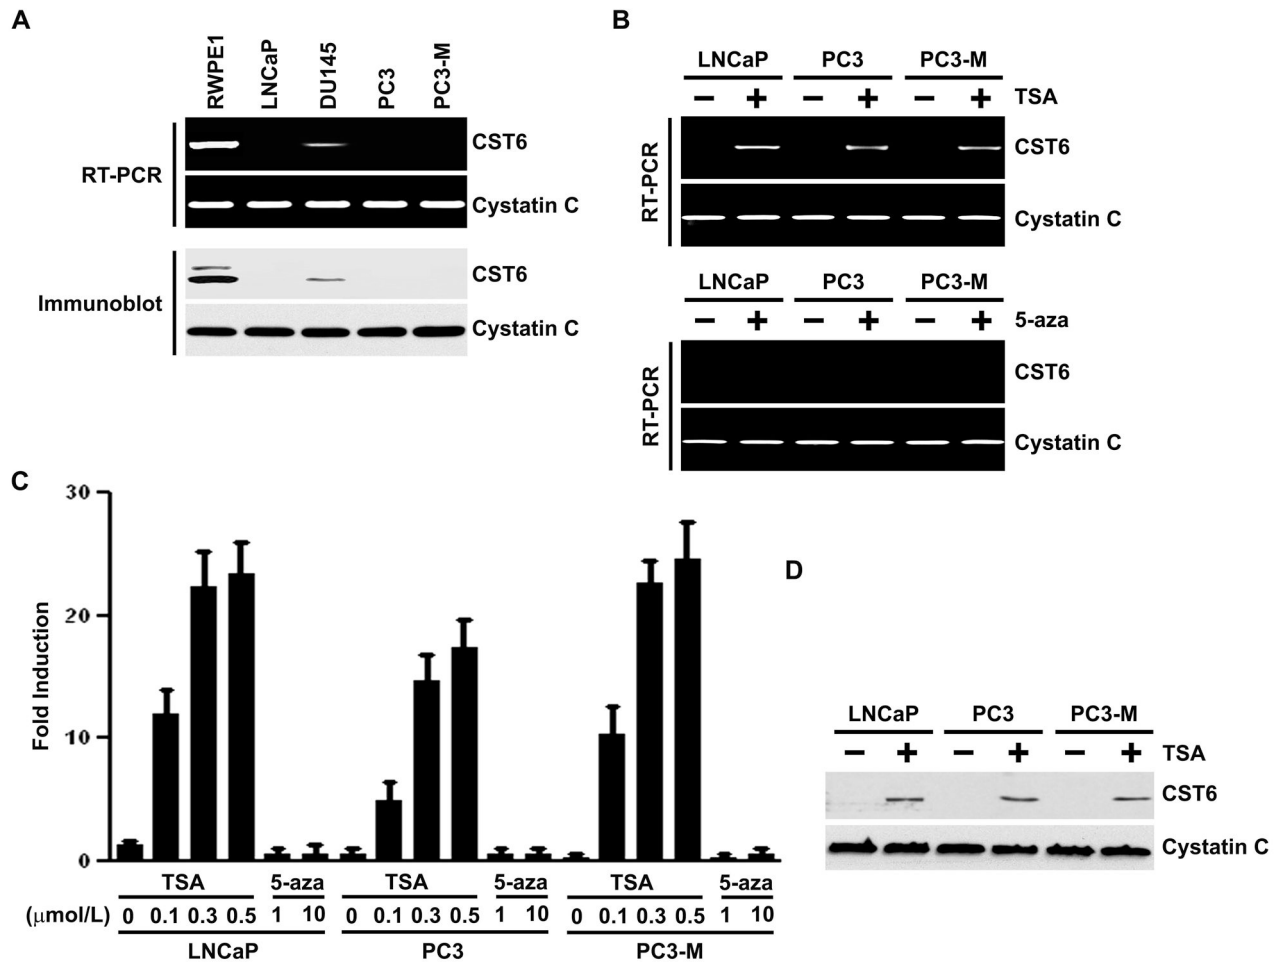 A
RWPE1 LNCaP DU145 PC3 PC3-M
RT-PCR
CST6
Cystatin C
Immunoblot
CST6
Cystatin C
B
LNCaP PC3 PC3-M
− + − + − + TSA
RT-PCR
CST6
Cystatin C
LNCaP PC3 PC3-M
− + − + − + 5-aza
RT-PCR
CST6
Cystatin C
C
Fold Induction
30
20
10
0
TSA 5-aza TSA 5-aza TSA 5-aza
(μmol/L) 0 0.1 0.3 0.5 1 10 0 0.1 0.3 0.5 1 10 0 0.1 0.3 0.5 1 10
LNCaP PC3 PC3-M
D
LNCaP PC3 PC3-M
− + − + − + TSA
CST6
Cystatin C